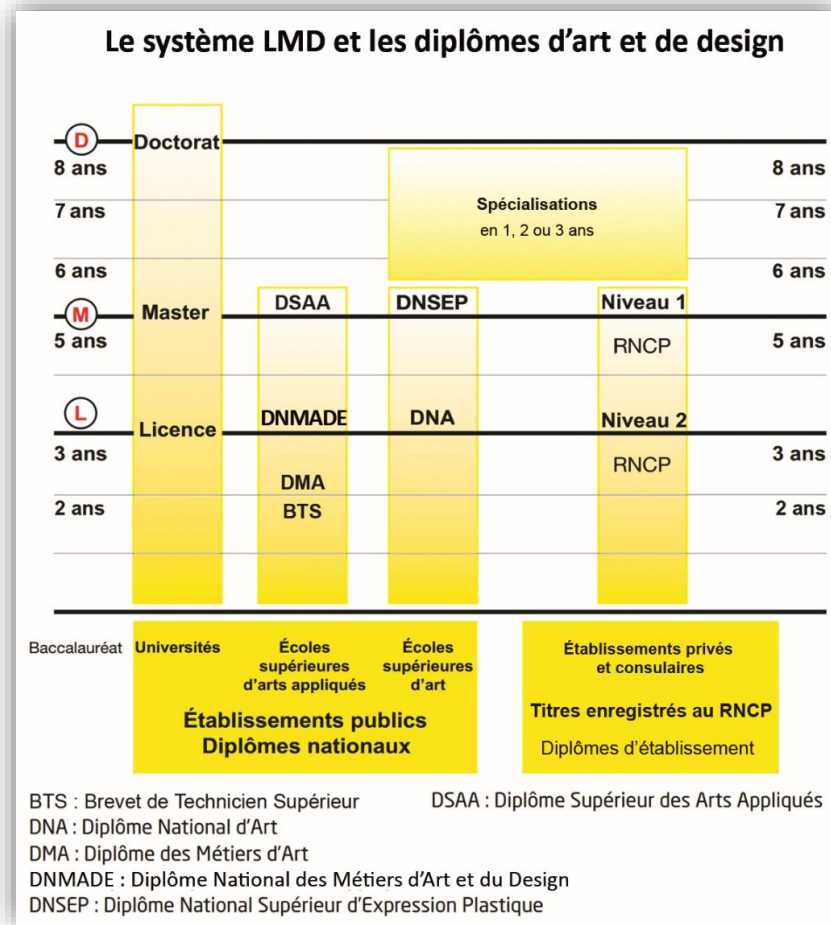 Le système LMD et les diplômes d'art et de design
D Doctorat
8 ans 8 ans
7 ans Spécialisations 7 ans
en 1, 2 ou 3 ans
6 ans 6 ans
M Master DSAA DNSEP Niveau 1
5 ans RNCP 5 ans
L Licence DNMADE DNA Niveau 2
3 ans RNCP 3 ans
DMA
2 ans BTS 2 ans
Baccalauréat Universités Écoles supérieures d'arts appliqués Écoles supérieures d'art Établissements privés et consulaires
Établissements publics
Diplômes nationaux
Titres enregistrés au RNCP
Diplômes d'établissement
BTS : Brevet de Technicien Supérieur DSAA : Diplôme Supérieur des Arts Appliqués
DNA : Diplôme National d'Art
DMA : Diplôme des Métiers d'Art
DNMADE : Diplôme National des Métiers d'Art et du Design
DNSEP : Diplôme National Supérieur d'Expression Plastique